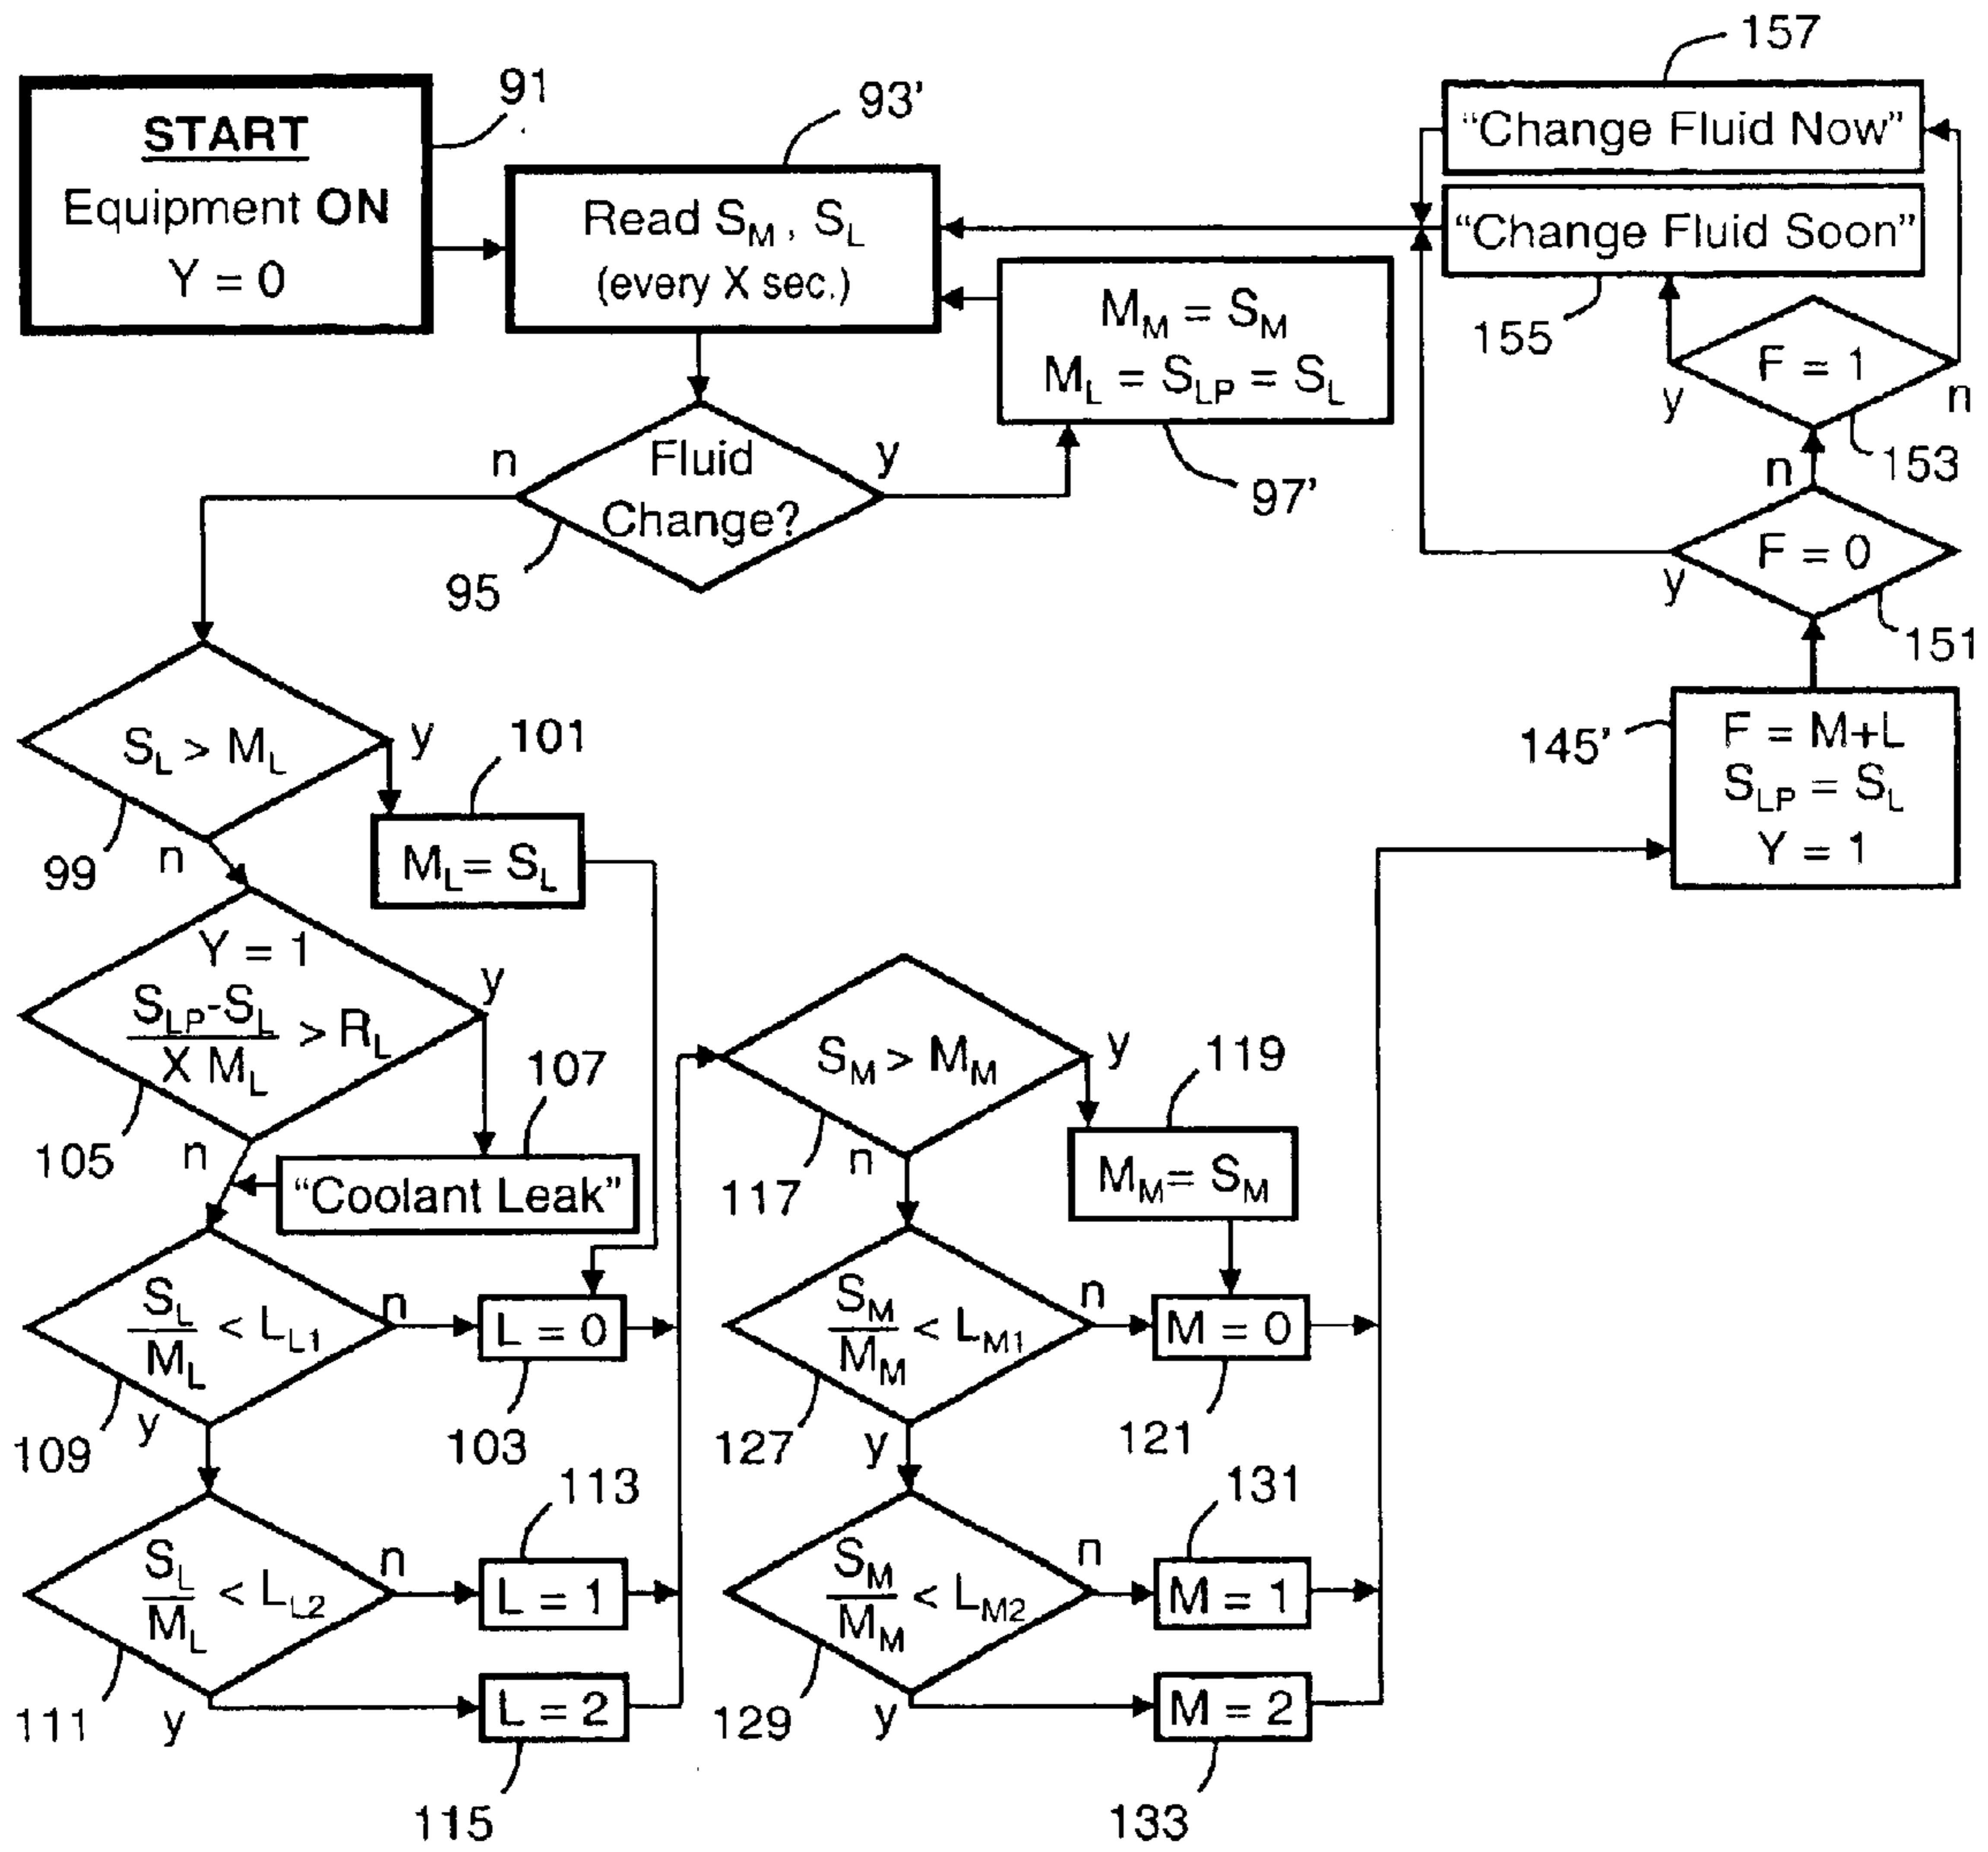 157
"Change Fluid Now"
91
START
Equipment ON
Y = 0
93'
Read S_M, S_L
(every X sec.)
"Change Fluid Soon"
155
M_M = S_M
M_L = S_LP = S_L
97'
F = 1
y
n
153
n
F = 0
y
151
n
Fluid
Change?
y
95
145'
F = M+L
S_LP = S_L
Y = 1
S_L > M_L
y
99
n
101
M_L = S_L
Y = 1
S_LP-S_L
X M_L
> R_L
y
105
n
107
"Coolant Leak"
S_L
M_L
< L_L1
n
109
y
L = 0
103
S_L
M_L
< L_L2
n
111
y
113
L = 1
L = 2
115
S_M > M_M
y
117
n
119
M_M = S_M
S_M
M_M
< L_M1
n
127
y
M = 0
121
S_M
M_M
< L_M2
n
129
y
131
M = 1
M = 2
133